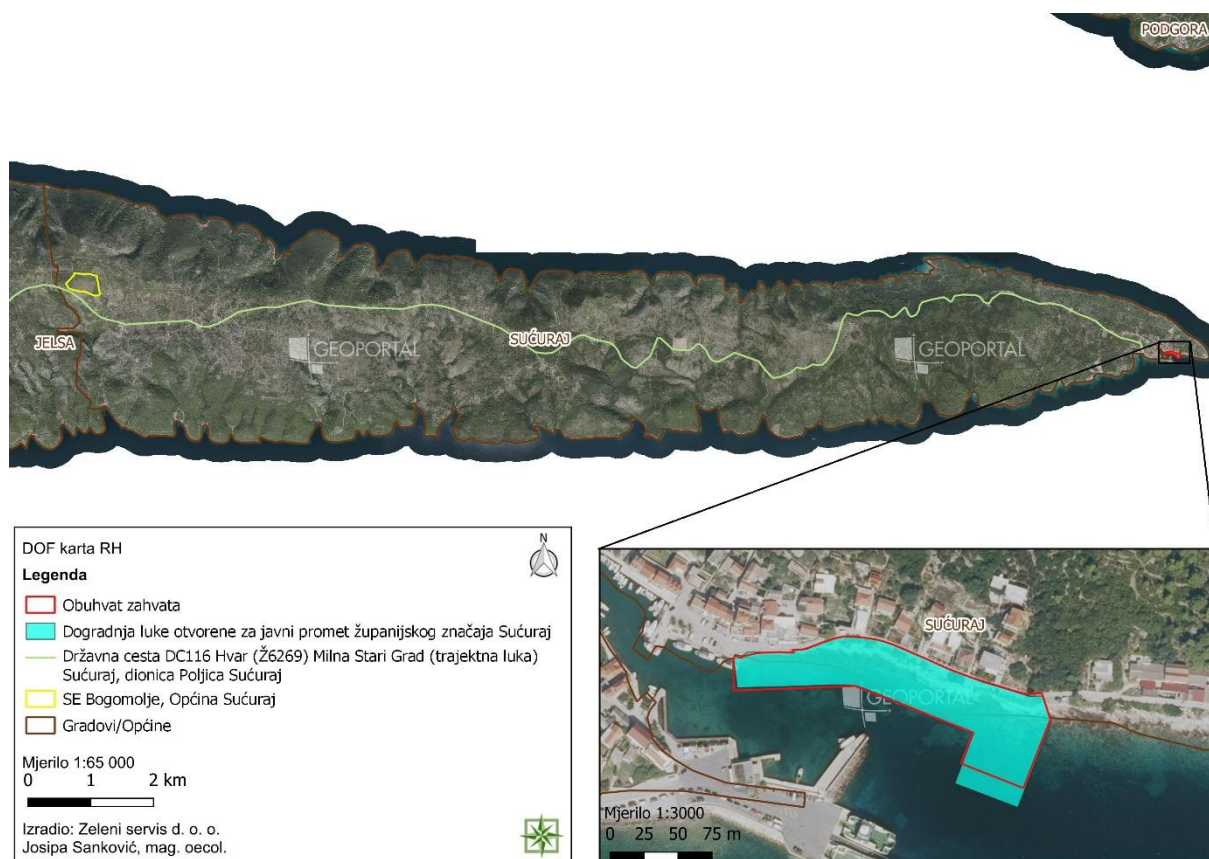 PODGORA
JELSA
SUĆURAJ
GEOPORTAL
GEOPORTAL
DOF karta RH
N
Legenda
Obuhvat zahvata
Dogradnja luke otvorene za javni promet županijskog značaja Sućuraj
Državna cesta DC116 Hvar (Ž6269) Milna Stari Grad (trajektna luka)
Sućuraj, dionica Poljica Sućuraj
SE Bogomolje, Općina Sućuraj
Gradovi/Općine
Mjerilo 1:65 000
0 1 2 km
Izradio: Zeleni servis d. o. o.
Josipa Sanković, mag. oecol.
SUĆURAJ
GEOPORTAL
Mjerilo 1:3000
0 25 50 75 m